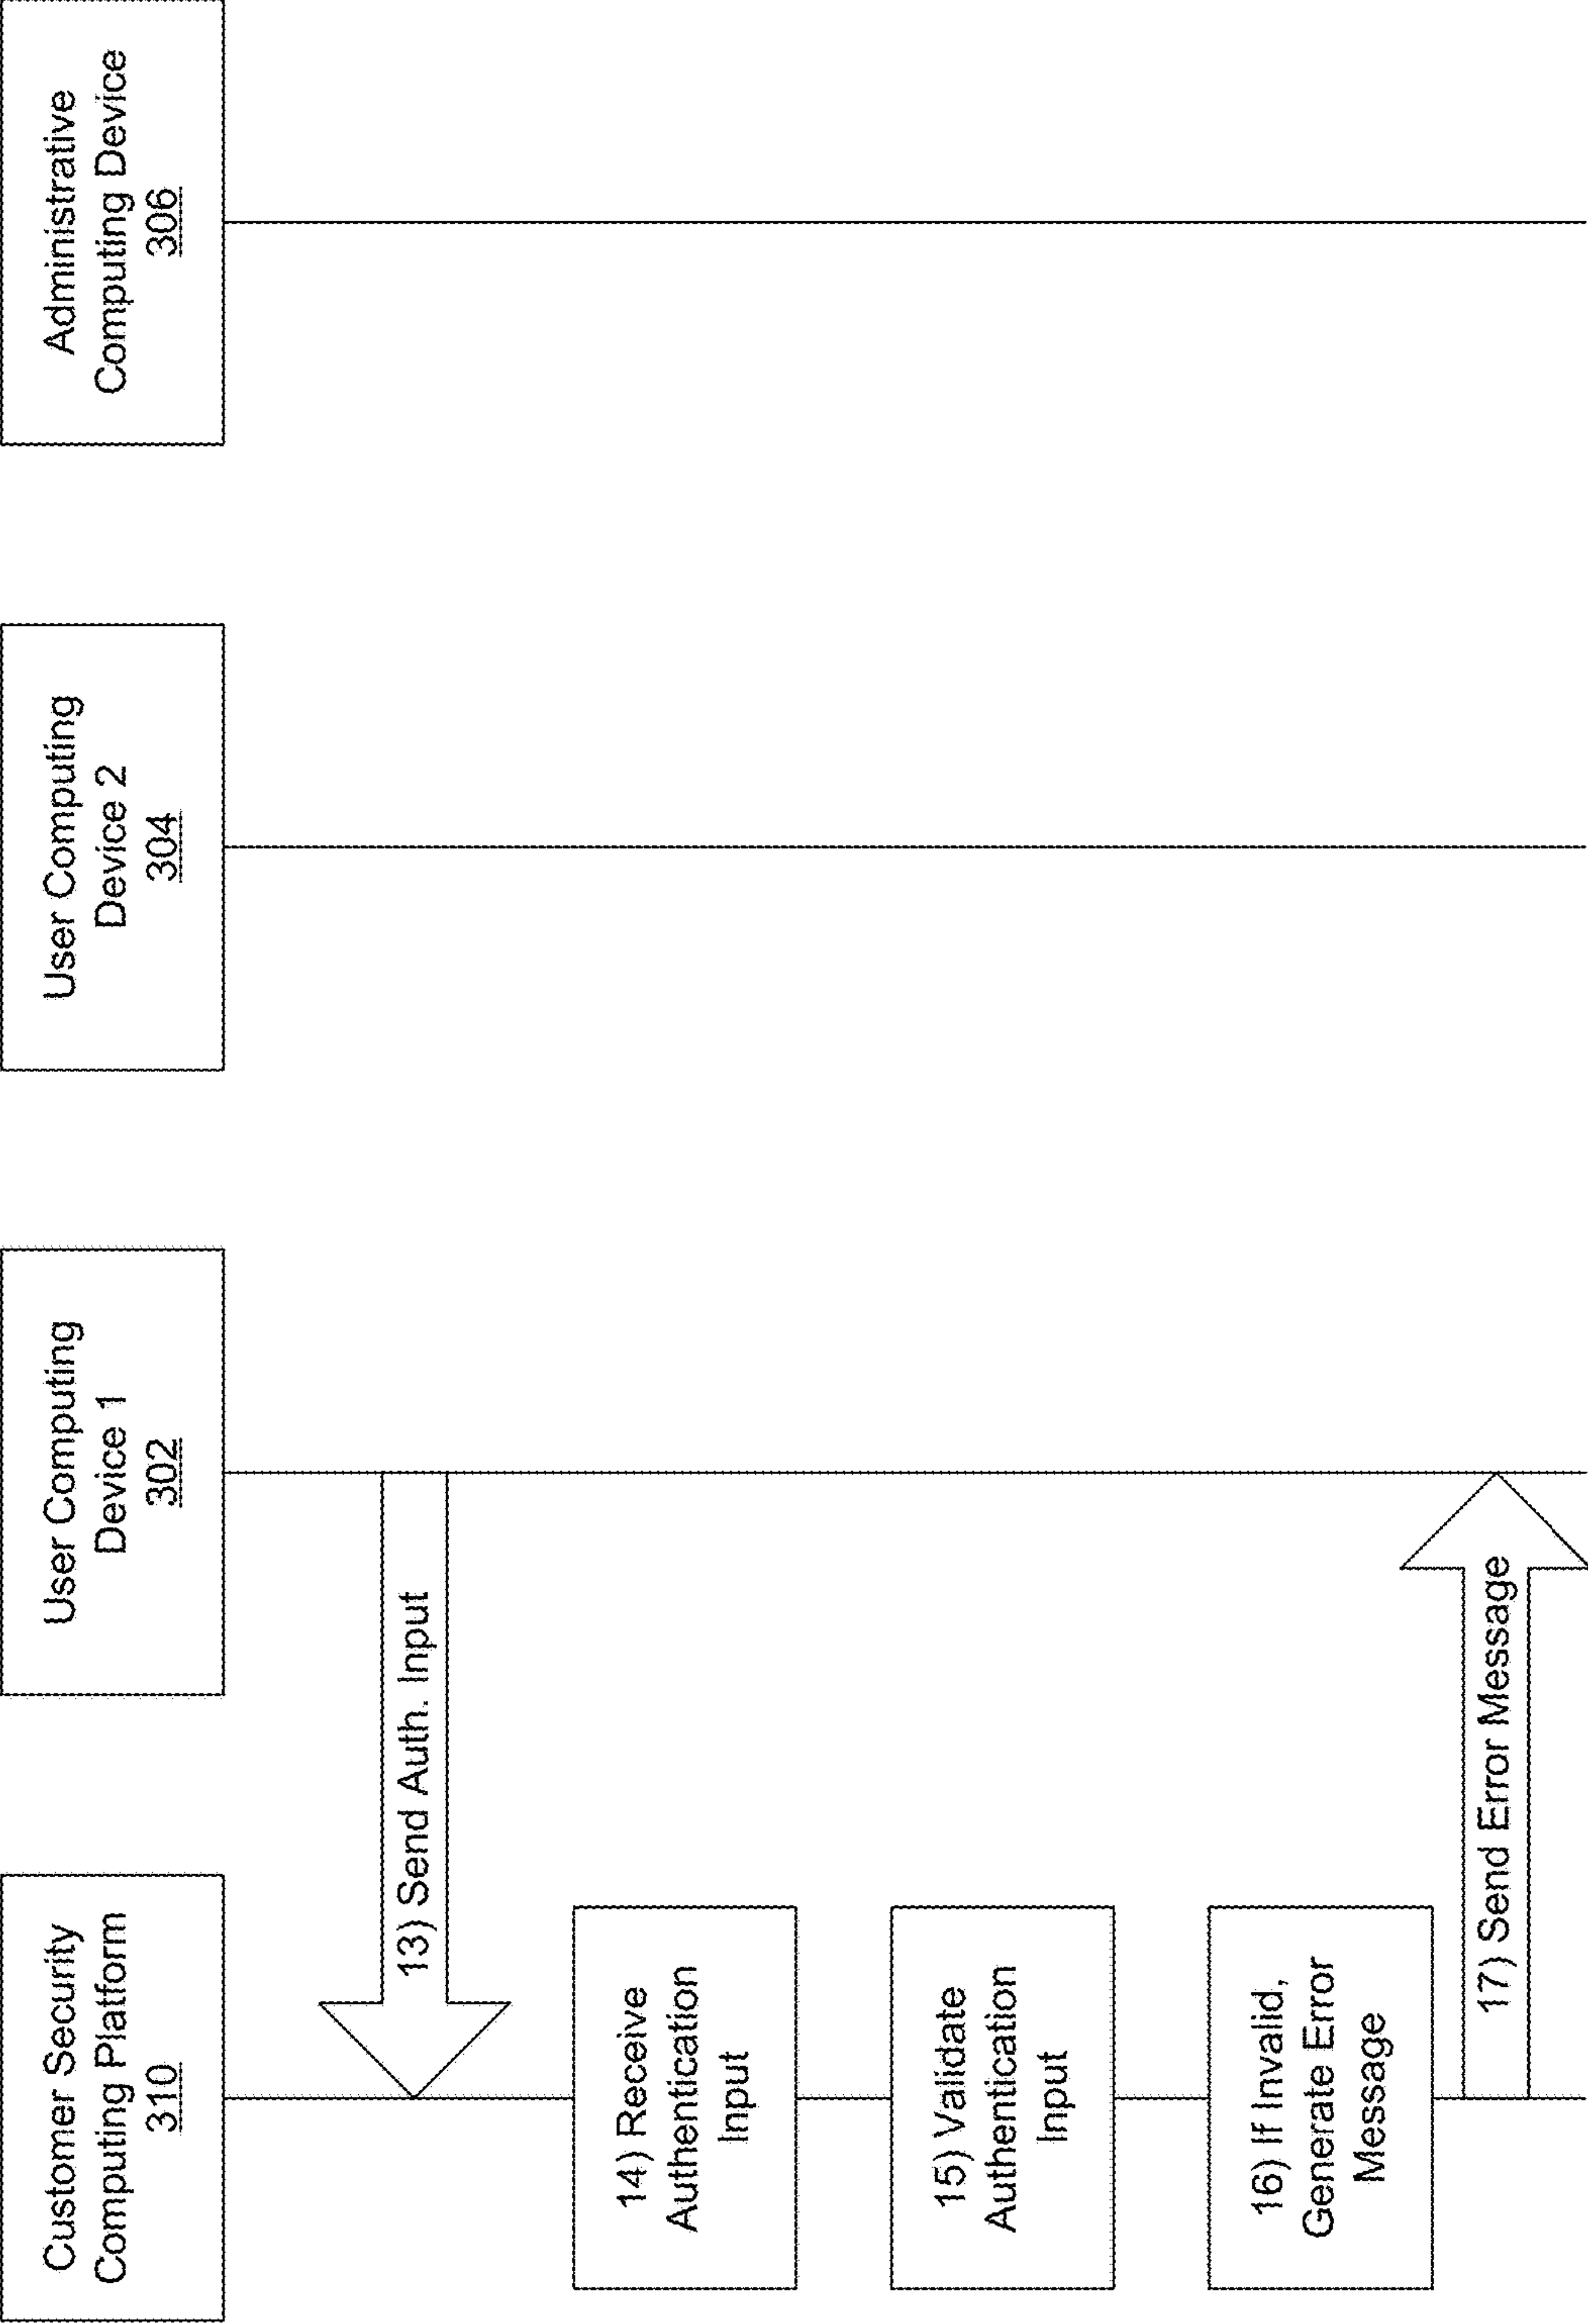 Customer Security
Computing Platform
310
User Computing
Device 1
302
User Computing
Device 2
304
Administrative
Computing Device
306
13) Send Auth. Input
14) Receive
Authentication
Input
15) Validate
Authentication
Input
16) If Invalid,
Generate Error
Message
17) Send Error Message